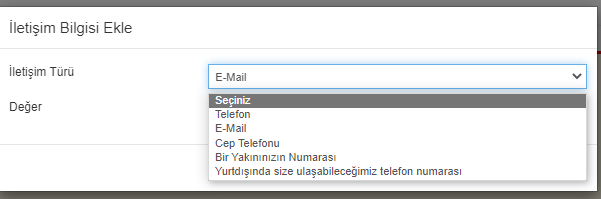 İletişim Bilgisi Ekle
İletişim Türü
E-Mail
Değer
Seçiniz
Telefon
E-Mail
Cep Telefonu
Bir Yakınınızın Numarası
Yurtdışında size ulaşabileceğimiz telefon numarası